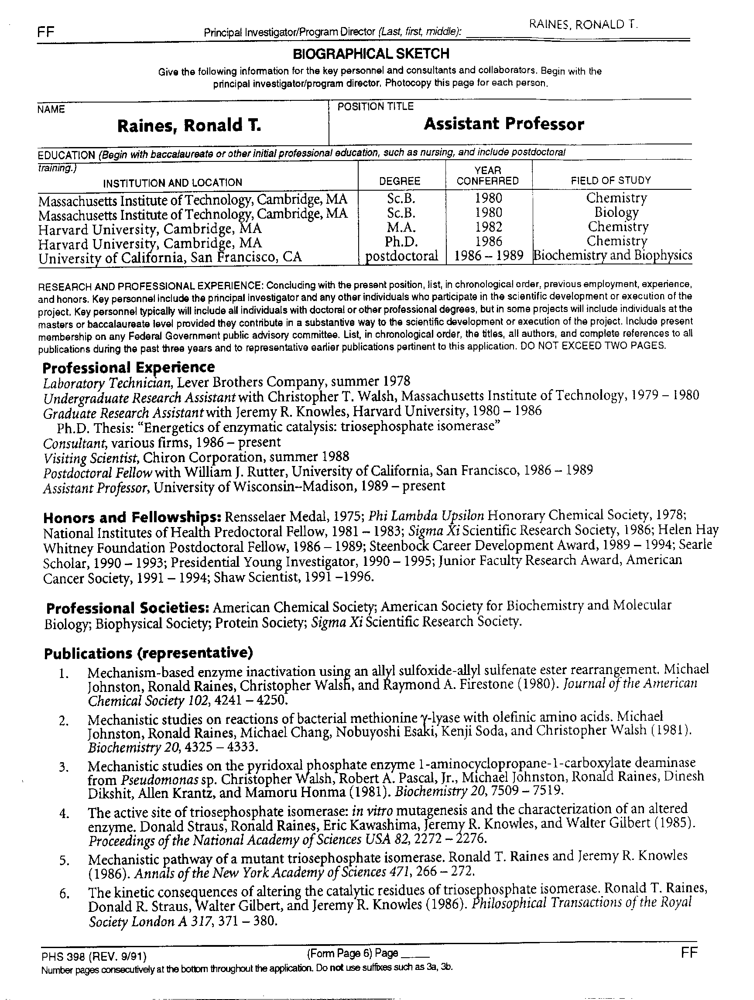 FF
Principal Investigator/Program Director (Last, first, middle): RAINES, RONALD T.
BIOGRAPHICAL SKETCH
Give the following information for the key personnel and consultants and collaborators. Begin with the
principal investigator/program director. Photocopy this page for each person.
NAME
POSITION TITLE
Raines, Ronald T.
Assistant Professor
EDUCATION (Begin with baccalaureate or other initial professional education, such as nursing, and include postdoctoral
training.)
INSTITUTION AND LOCATION DEGREE YEAR CONFERRED FIELD OF STUDY
Massachusetts Institute of Technology, Cambridge, MA Sc.B. 1980 Chemistry
Massachusetts Institute of Technology, Cambridge, MA Sc.B. 1980 Biology
Harvard University, Cambridge, MA M.A. 1982 Chemistry
Harvard University, Cambridge, MA Ph.D. 1986 Chemistry
University of California, San Francisco, CA postdoctoral 1986 – 1989 Biochemistry and Biophysics
RESEARCH AND PROFESSIONAL EXPERIENCE: Concluding with the present position, list, in chronological order, previous employment, experience,
and honors. Key personnel include the principal investigator and any other individuals who participate in the scientific development or execution of the
project. Key personnel typically will include all individuals with doctoral or other professional degrees, but in some projects will include individuals at the
masters or baccalaureate level provided they contribute in a substantive way to the scientific development or execution of the project. Include present
membership on any Federal Government public advisory committee. List, in chronological order, the titles, all authors, and complete references to all
publications during the past three years and to representative earlier publications pertinent to this application. DO NOT EXCEED TWO PAGES.
Professional Experience
Laboratory Technician, Lever Brothers Company, summer 1978
Undergraduate Research Assistant with Christopher T. Walsh, Massachusetts Institute of Technology, 1979 – 1980
Graduate Research Assistant with Jeremy R. Knowles, Harvard University, 1980 – 1986
Ph.D. Thesis: “Energetics of enzymatic catalysis: triosephosphate isomerase”
Consultant, various firms, 1986 – present
Visiting Scientist, Chiron Corporation, summer 1988
Postdoctoral Fellow with William J. Rutter, University of California, San Francisco, 1986 – 1989
Assistant Professor, University of Wisconsin–Madison, 1989 – present
Honors and Fellowships: Rensselaer Medal, 1975; Phi Lambda Upsilon Honorary Chemical Society, 1978;
National Institutes of Health Predoctoral Fellow, 1981 – 1983; Sigma Xi Scientific Research Society, 1986; Helen Hay
Whitney Foundation Postdoctoral Fellow, 1986 – 1989; Steenbock Career Development Award, 1989 – 1994; Searle
Scholar, 1990 – 1993; Presidential Young Investigator, 1990 – 1995; Junior Faculty Research Award, American
Cancer Society, 1991 – 1994; Shaw Scientist, 1991 –1996.
Professional Societies: American Chemical Society; American Society for Biochemistry and Molecular
Biology; Biophysical Society; Protein Society; Sigma Xi Scientific Research Society.
Publications (representative)
1. Mechanism-based enzyme inactivation using an allyl sulfoxide-allyl sulfenate ester rearrangement. Michael
Johnston, Ronald Raines, Christopher Walsh, and Raymond A. Firestone (1980). Journal of the American
Chemical Society 102, 4241 – 4250.
2. Mechanistic studies on reactions of bacterial methionine γ-lyase with olefinic amino acids. Michael
Johnston, Ronald Raines, Michael Chang, Nobuyoshi Esaki, Kenji Soda, and Christopher Walsh (1981).
Biochemistry 20, 4325 – 4333.
3. Mechanistic studies on the pyridoxal phosphate enzyme 1-aminocyclopropane-1-carboxylate deaminase
from Pseudomonas sp. Christopher Walsh, Robert A. Pascal, Jr., Michael Johnston, Ronald Raines, Dinesh
Dikshit, Allen Krantz, and Mamoru Honma (1981). Biochemistry 20, 7509 – 7519.
4. The active site of triosephosphate isomerase: in vitro mutagenesis and the characterization of an altered
enzyme. Donald Straus, Ronald Raines, Eric Kawashima, Jeremy R. Knowles, and Walter Gilbert (1985).
Proceedings of the National Academy of Sciences USA 82, 2272 – 2276.
5. Mechanistic pathway of a mutant triosephosphate isomerase. Ronald T. Raines and Jeremy R. Knowles
(1986). Annals of the New York Academy of Sciences 471, 266 – 272.
6. The kinetic consequences of altering the catalytic residues of triosephosphate isomerase. Ronald T. Raines,
Donald R. Straus, Walter Gilbert, and Jeremy R. Knowles (1986). Philosophical Transactions of the Royal
Society London A 317, 371 – 380.
PHS 398 (REV. 9/91) (Form Page 6) Page FF
Number pages consecutively at the bottom throughout the application. Do not use suffixes such as 3a, 3b.